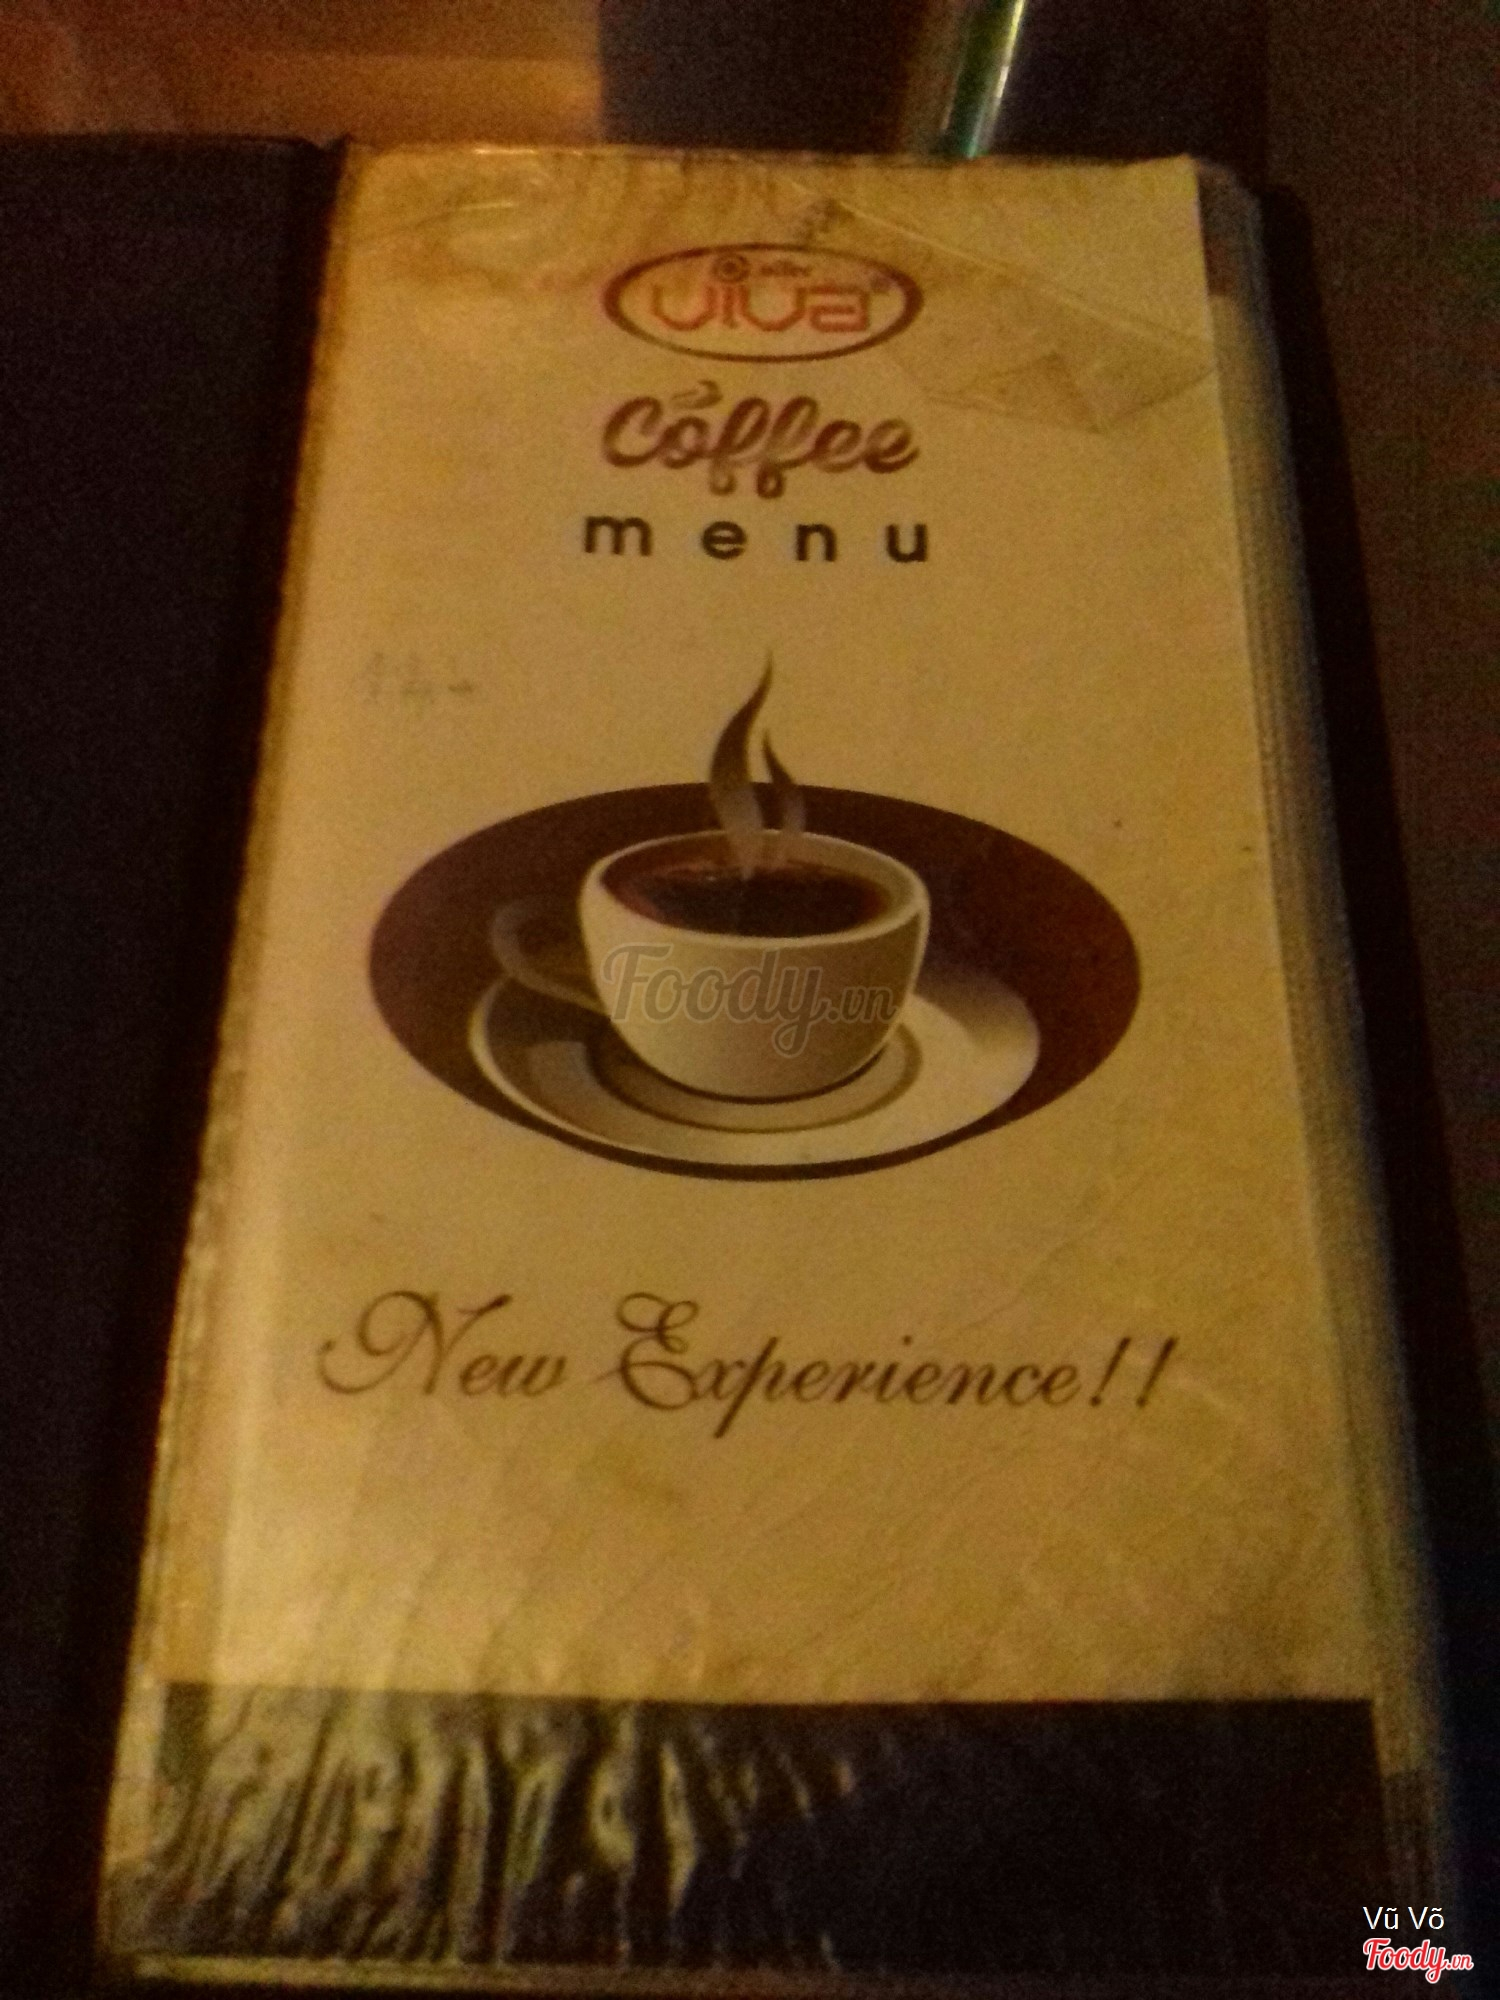 viva
Coffee
menu
Foody.vn
New Experience!!
Vũ Võ
Foody.vn